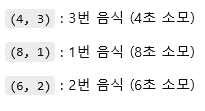 (4, 3) : 3번 음식 (4초 소모)
(8, 1) : 1번 음식 (8초 소모)
(6, 2) : 2번 음식 (6초 소모)